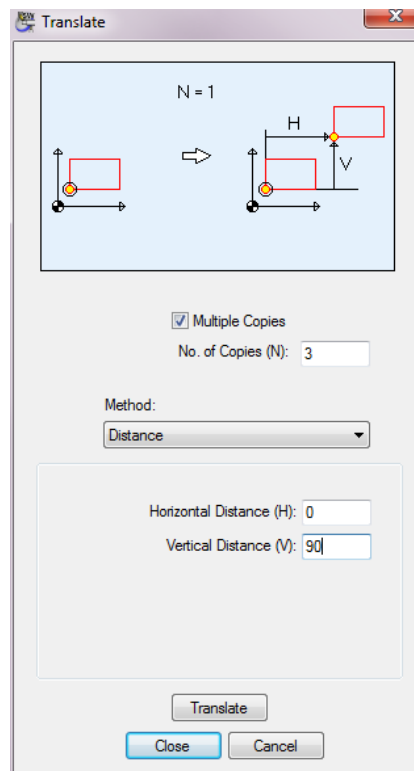 Translate
N = 1
H
V
Multiple Copies
No. of Copies (N): 3
Method:
Distance
Horizontal Distance (H): 0
Vertical Distance (V): 90
Translate
Close Cancel